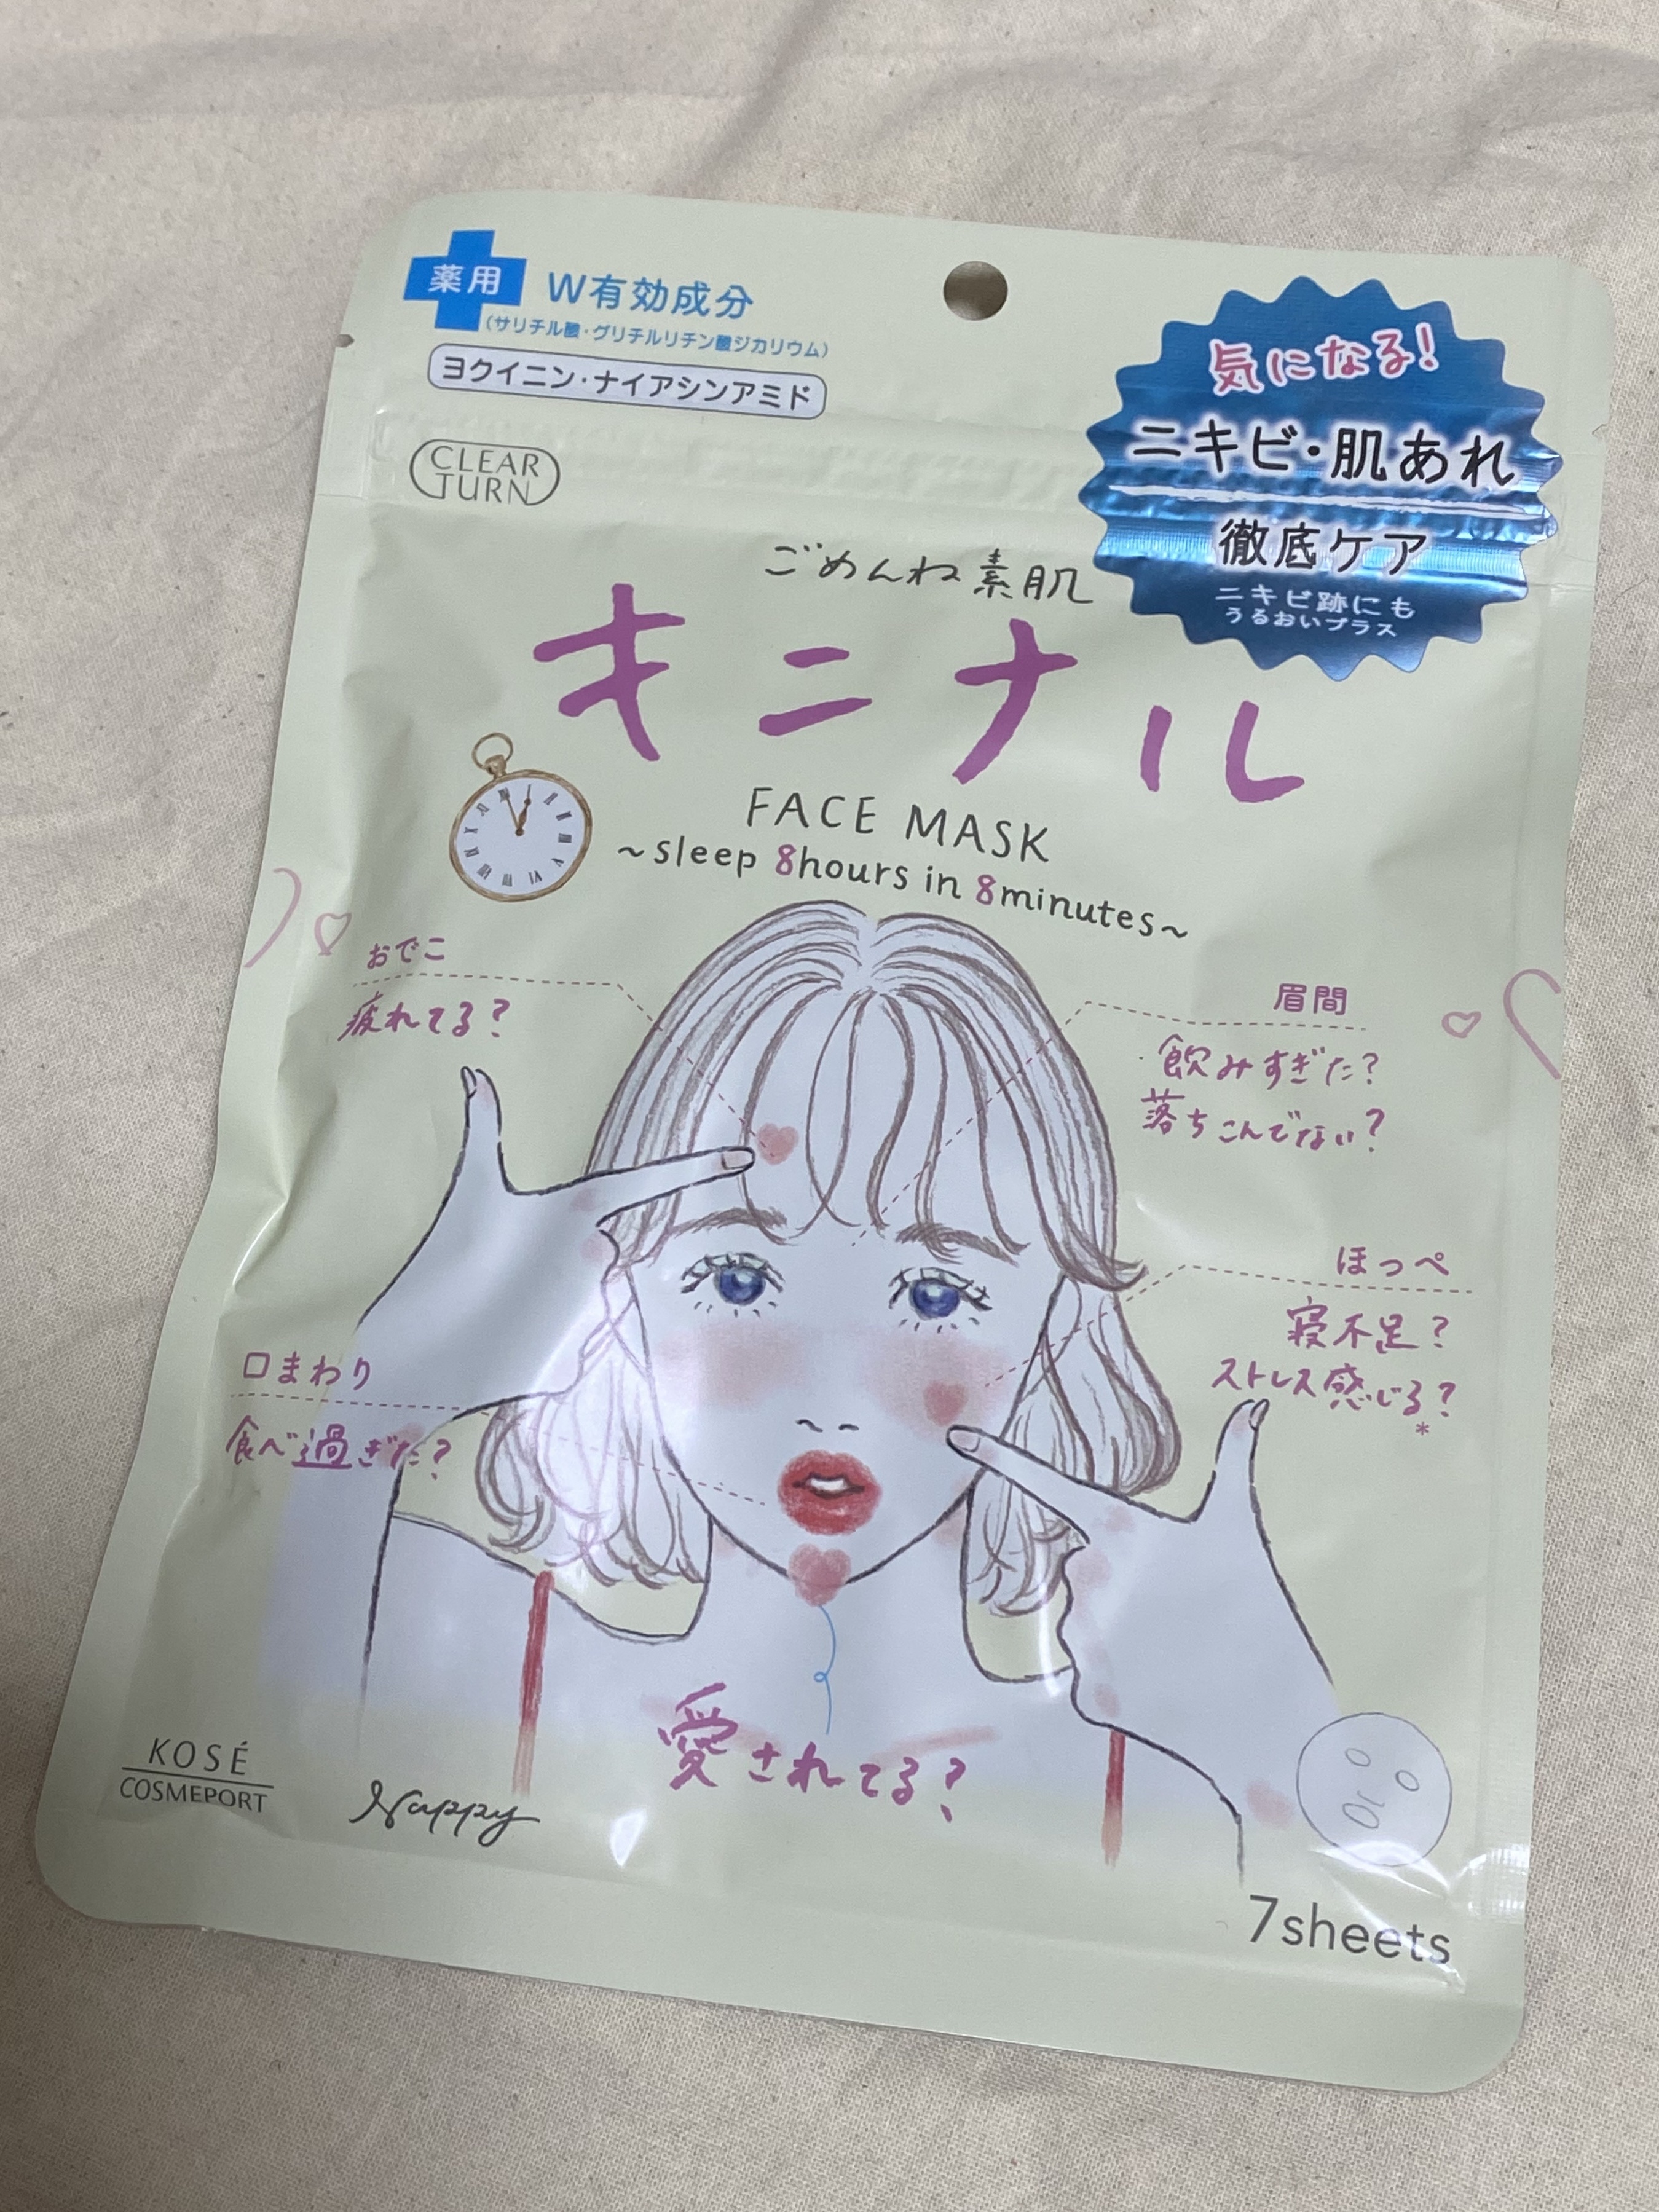 薬用
W有効成分
(サリチル酸・グリチルリチン酸ジカリウム)
ヨクイニン・ナイアシンアミド
気になる!
ニキビ・肌あれ
徹底ケア
ニキビ跡にも
うるおいプラス
CLEAR
TURN
ごめんね素肌
キニナル
FACE MASK
~sleep 8hours in 8minutes~
おでこ
疲れてる?
眉間
飲みすぎた?
落ちこんでない?
ほっぺ
寝不足?
ストレス感じる?
*
口まわり
食べ過ぎた?
愛されてる?
KOSÉ
COSMEPORT
Nappy
7sheets